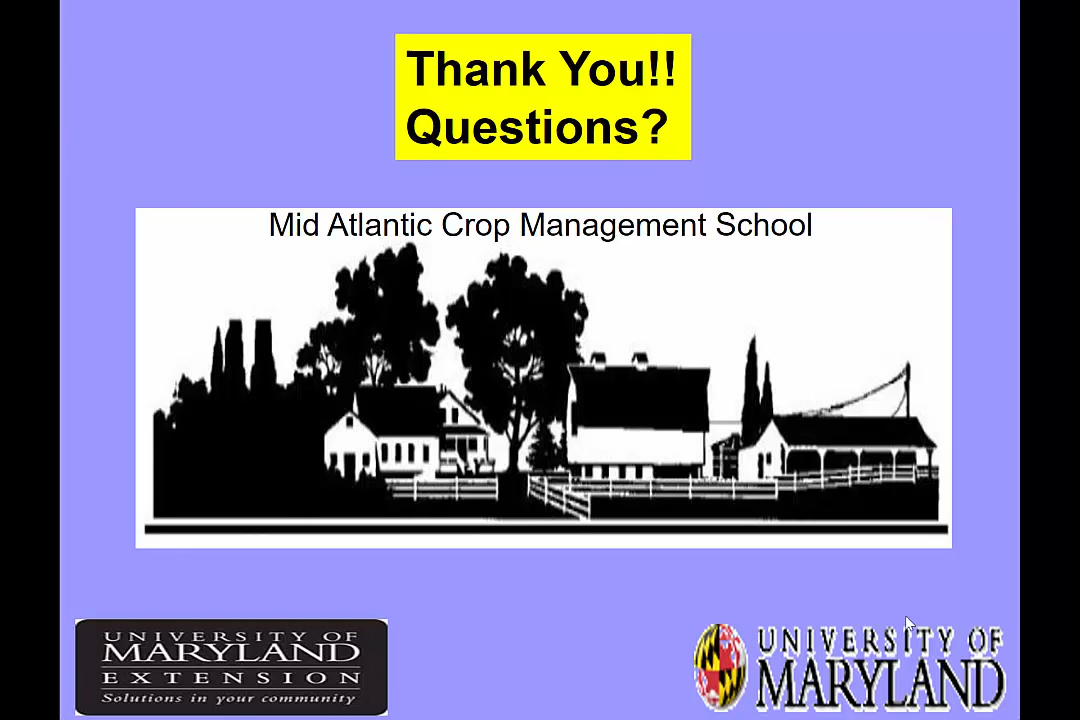 Thank You!!
Questions?
Mid Atlantic Crop Management School
UNIVERSITY OF
MARYLAND
EXTENSION
Solutions in your community
UNIVERSITY OF
MARYLAND